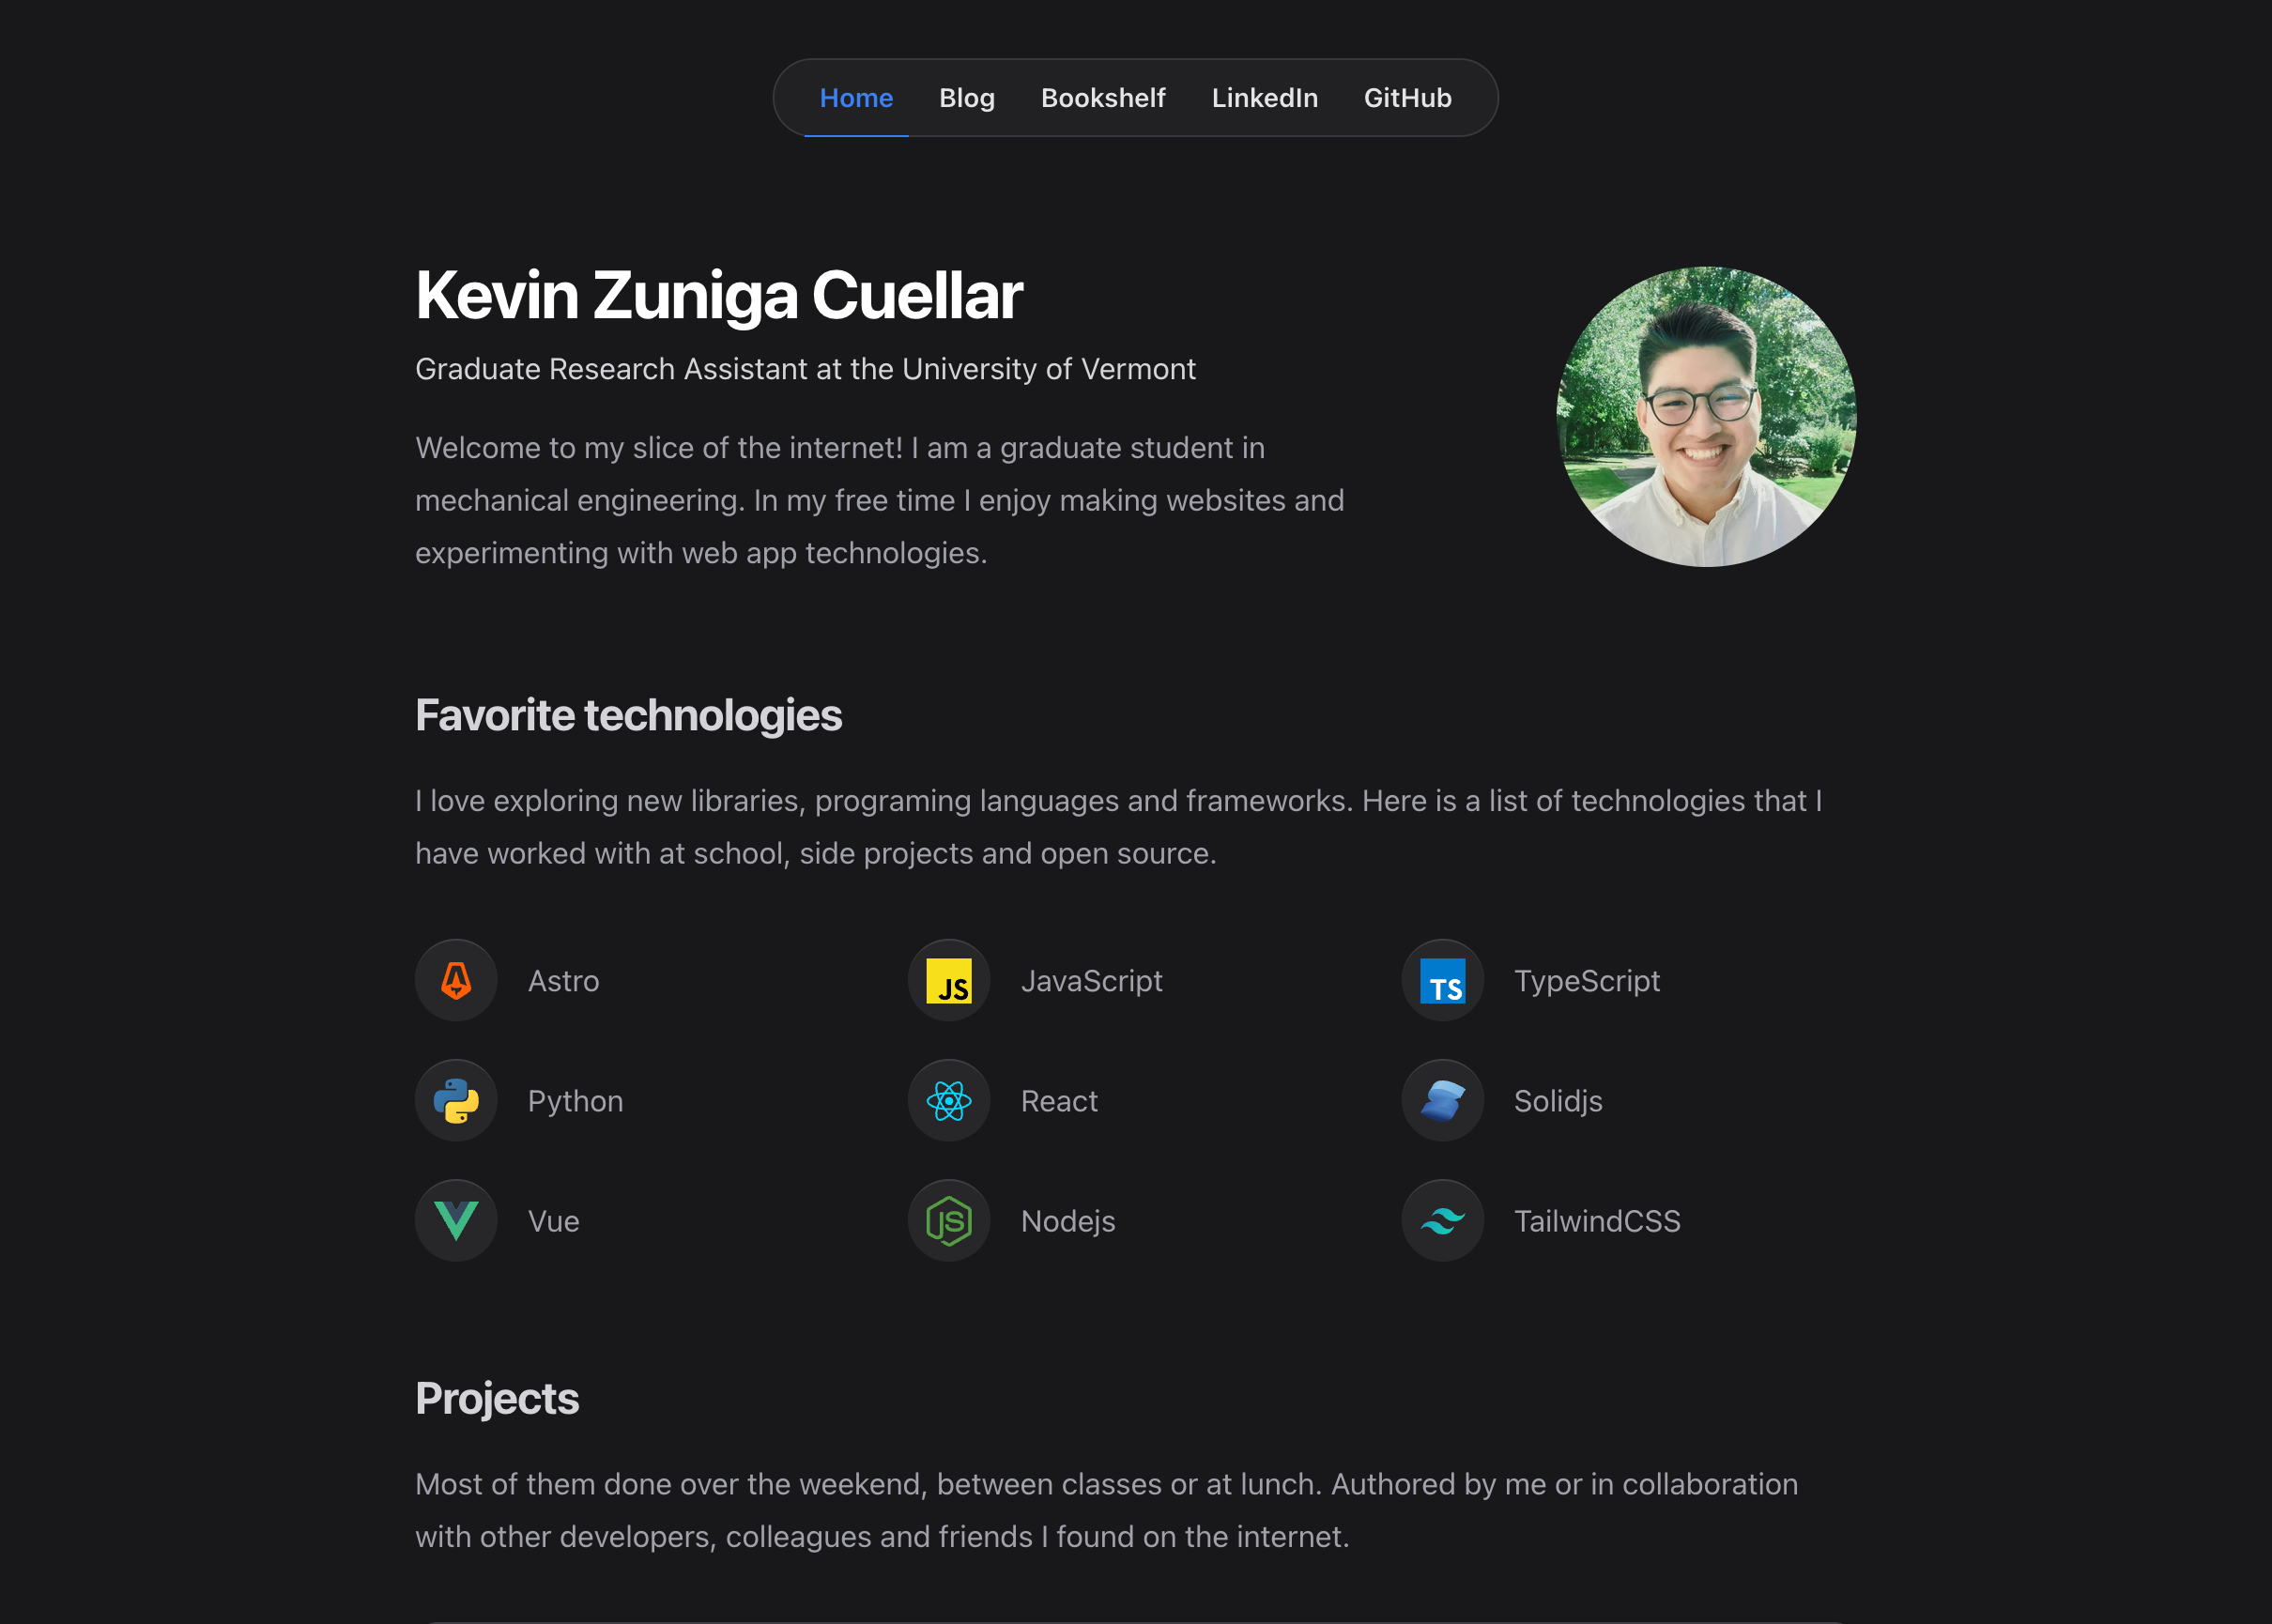 Home Blog Bookshelf LinkedIn GitHub
Kevin Zuniga Cuellar
Graduate Research Assistant at the University of Vermont
Welcome to my slice of the internet! I am a graduate student in
mechanical engineering. In my free time I enjoy making websites and
experimenting with web app technologies.
Favorite technologies
I love exploring new libraries, programing languages and frameworks. Here is a list of technologies that I
have worked with at school, side projects and open source.
Astro
JS JavaScript
TS TypeScript
Python
React
Solidjs
Vue
JS Nodejs
TailwindCSS
Projects
Most of them done over the weekend, between classes or at lunch. Authored by me or in collaboration
with other developers, colleagues and friends I found on the internet.